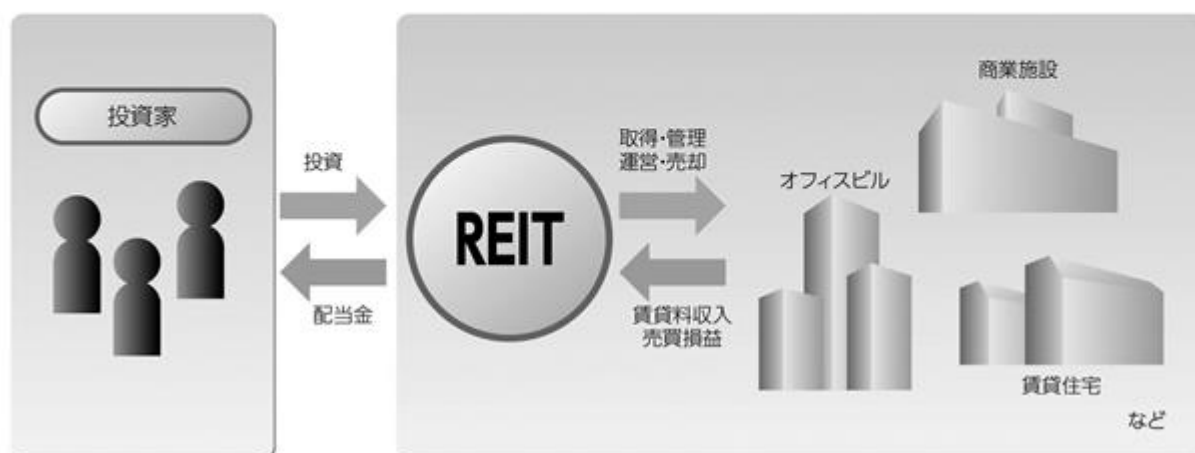 投資家
投資
配当金
REIT
取得・管理
運営・売却
賃貸料収入
売買損益
商業施設
オフィスビル
賃貸住宅
など